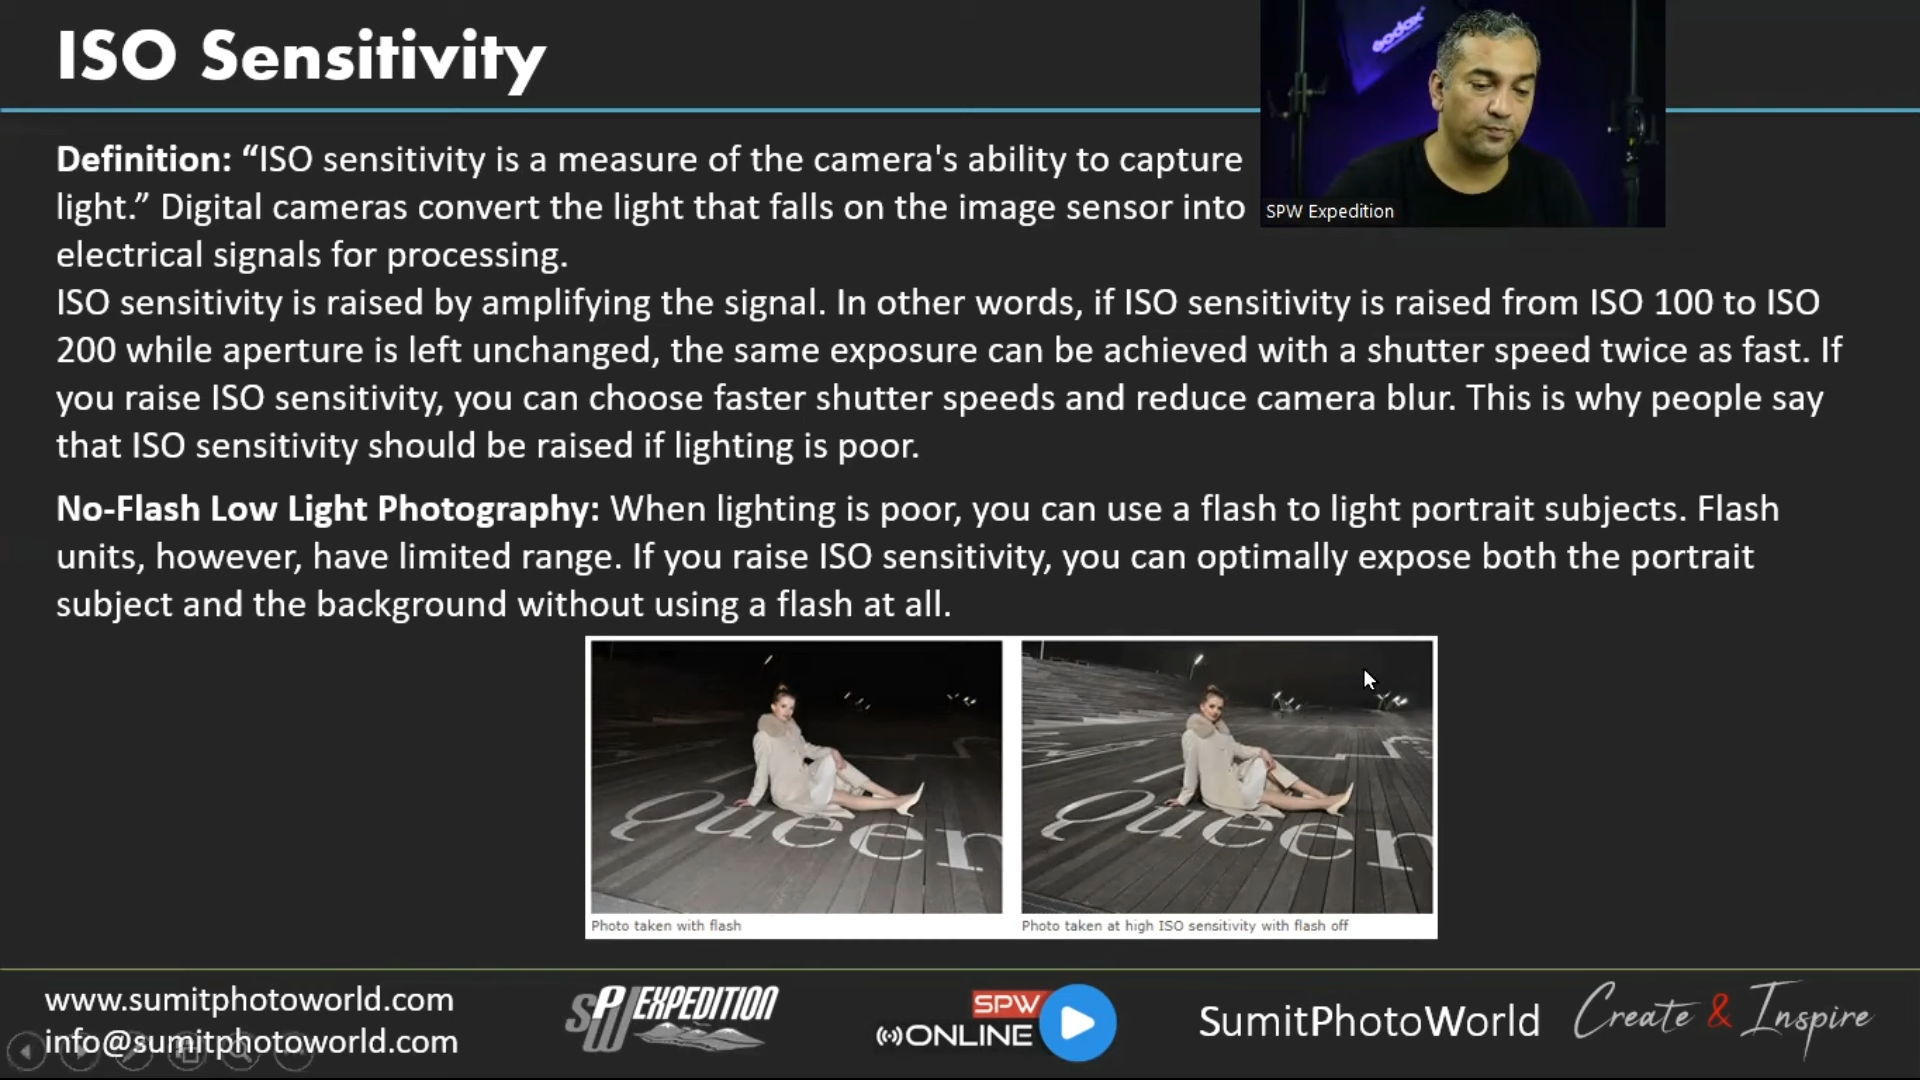 ISO Sensitivity
Godox
SPW Expedition
Definition: “ISO sensitivity is a measure of the camera's ability to capture
light.” Digital cameras convert the light that falls on the image sensor into
electrical signals for processing.
ISO sensitivity is raised by amplifying the signal. In other words, if ISO sensitivity is raised from ISO 100 to ISO
200 while aperture is left unchanged, the same exposure can be achieved with a shutter speed twice as fast. If
you raise ISO sensitivity, you can choose faster shutter speeds and reduce camera blur. This is why people say
that ISO sensitivity should be raised if lighting is poor.
No-Flash Low Light Photography: When lighting is poor, you can use a flash to light portrait subjects. Flash
units, however, have limited range. If you raise ISO sensitivity, you can optimally expose both the portrait
subject and the background without using a flash at all.
Queen
Queen
Photo taken with flash
Photo taken at high ISO sensitivity with flash off
www.sumitphotoworld.com
info@sumitphotoworld.com
SPW EXPEDITION
SPW
ONLINE
SumitPhotoWorld
Create & Inspire